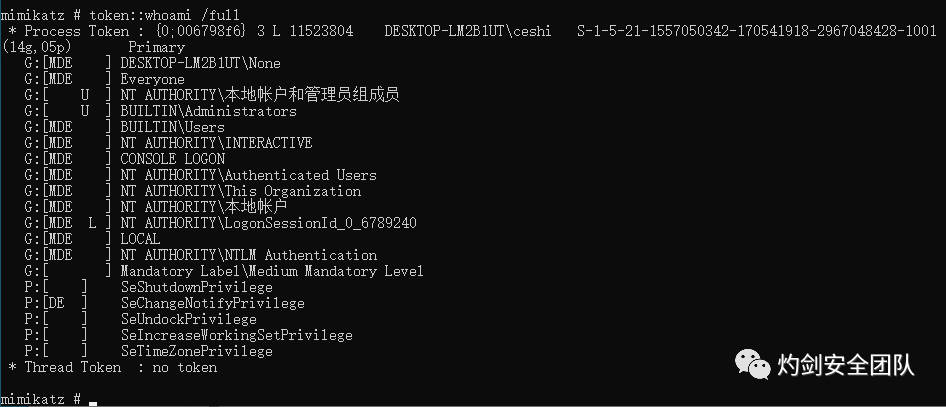 mimikatz # token::whoami /full
 * Process Token : {0;006798f6} 3 L 11523804    DESKTOP-LM2B1UT\ceshi   S-1-5-21-1557050342-170541918-2967048428-1001
(14g,05p)       Primary
   G:[MDE    ] DESKTOP-LM2B1UT\None
   G:[MDE    ] Everyone
   G:[    U  ] NT AUTHORITY\本地帐户和管理员组成员
   G:[    U  ] BUILTIN\Administrators
   G:[MDE    ] BUILTIN\Users
   G:[MDE    ] NT AUTHORITY\INTERACTIVE
   G:[MDE    ] CONSOLE LOGON
   G:[MDE    ] NT AUTHORITY\Authenticated Users
   G:[MDE    ] NT AUTHORITY\This Organization
   G:[MDE    ] NT AUTHORITY\本地帐户
   G:[MDE  L ] NT AUTHORITY\LogonSessionId_0_6789240
   G:[MDE    ] LOCAL
   G:[MDE    ] NT AUTHORITY\NTLM Authentication
   G:[       ] Mandatory Label\Medium Mandatory Level
   P:[    ]    SeShutdownPrivilege
   P:[DE  ]    SeChangeNotifyPrivilege
   P:[    ]    SeUndockPrivilege
   P:[    ]    SeIncreaseWorkingSetPrivilege
   P:[    ]    SeTimeZonePrivilege
 * Thread Token  : no token
灼剑安全团队
mimikatz #